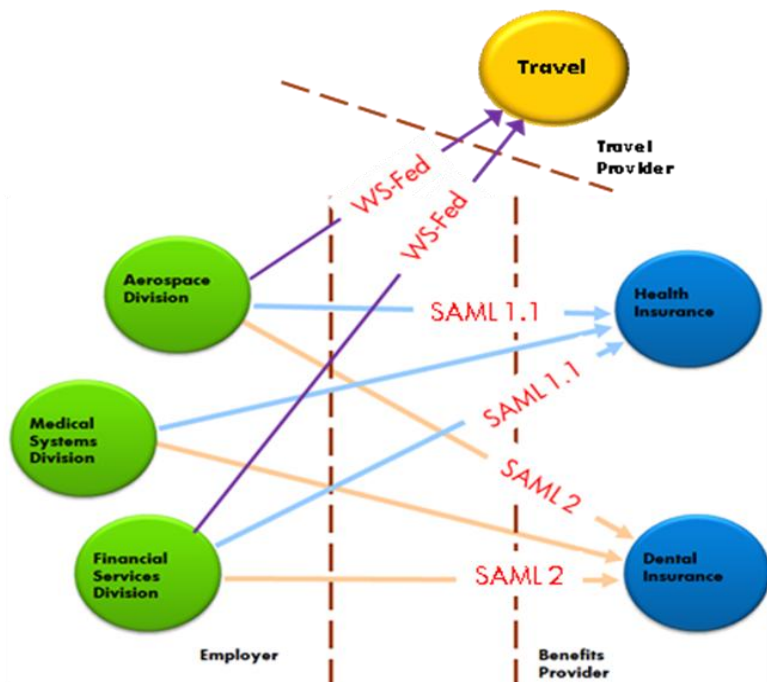 Travel
Travel
Provider
WS-Fed
WS-Fed
Aerospace
Division
SAML 1.1
Health
Insurance
SAML 1.1
Medical
Systems
Division
SAML 2
Financial
Services
Division
SAML 2
Dental
Insurance
Employer
Benefits
Provider